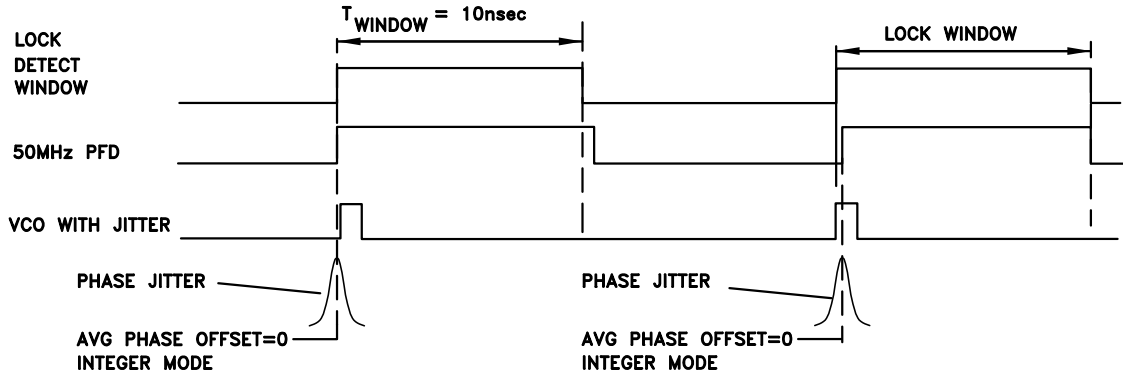 T WINDOW = 10nsec
LOCK WINDOW
LOCK
DETECT
WINDOW
50MHz PFD
VCO WITH JITTER
PHASE JITTER
PHASE JITTER
AVG PHASE OFFSET=0
INTEGER MODE
AVG PHASE OFFSET=0
INTEGER MODE